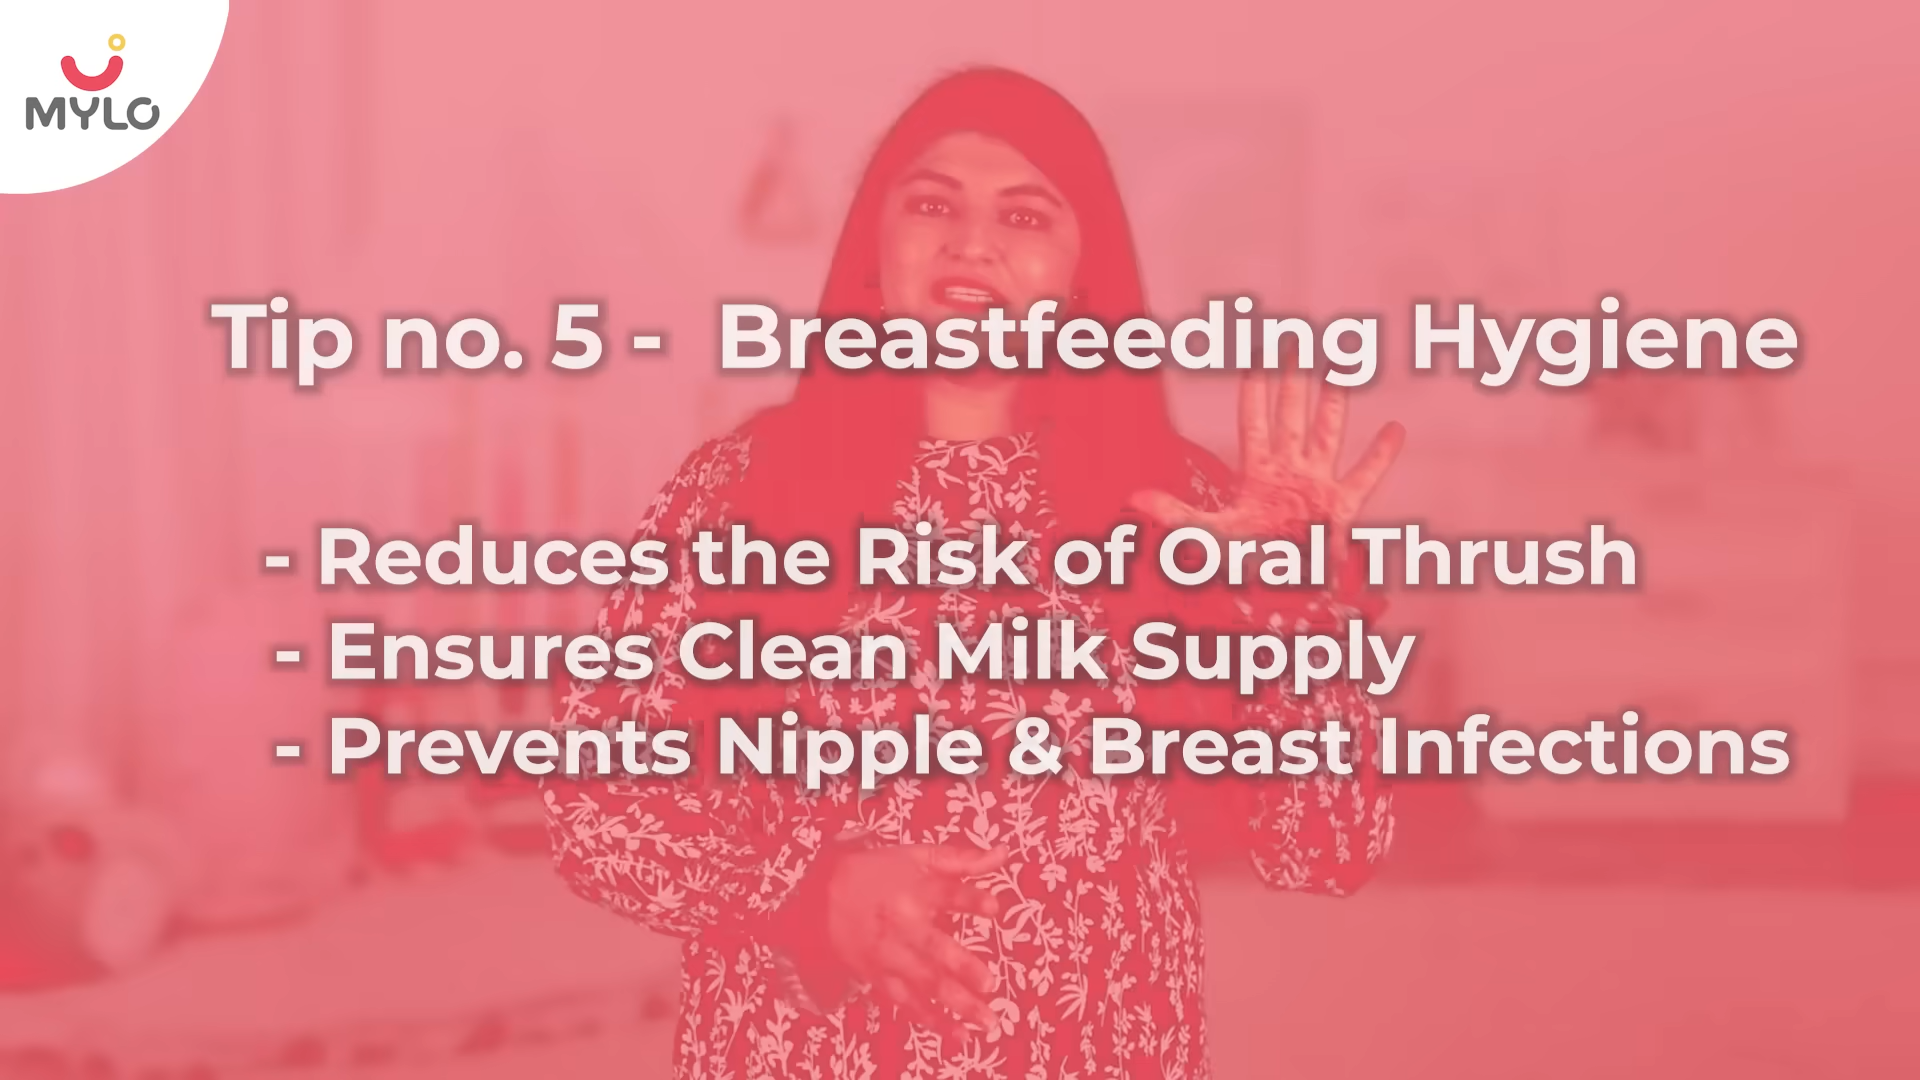 MYLO
Tip no. 5 - Breastfeeding Hygiene
- Reduces the Risk of Oral Thrush
- Ensures Clean Milk Supply
- Prevents Nipple & Breast Infections